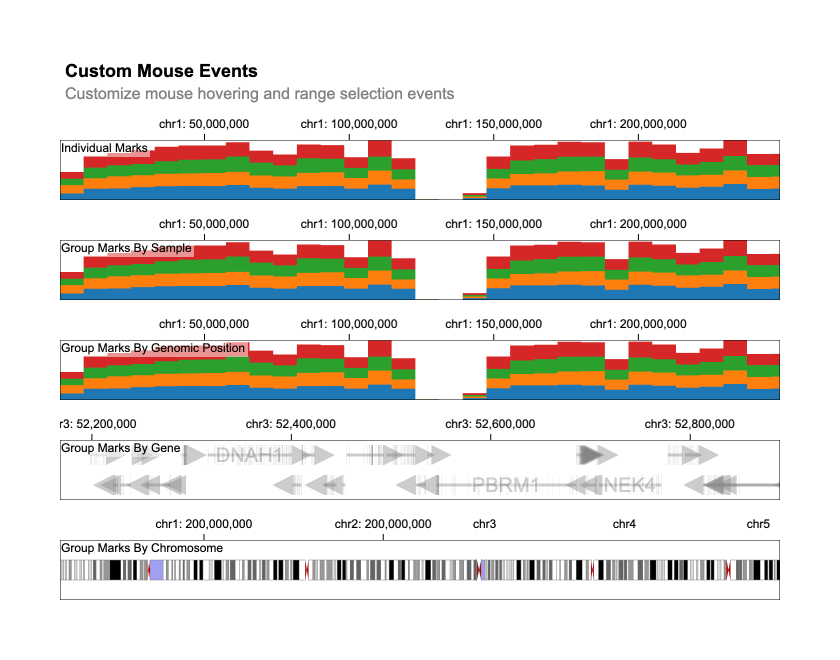 Custom Mouse Events
Customize mouse hovering and range selection events
chr1: 50,000,000 chr1: 100,000,000 chr1: 150,000,000 chr1: 200,000,000
Individual Marks
chr1: 50,000,000 chr1: 100,000,000 chr1: 150,000,000 chr1: 200,000,000
Group Marks By Sample
chr1: 50,000,000 chr1: 100,000,000 chr1: 150,000,000 chr1: 200,000,000
Group Marks By Genomic Position
r3: 52,200,000 chr3: 52,400,000 chr3: 52,600,000 chr3: 52,800,000
Group Marks By Gene
DNAH1
PBRM1 NEK4
chr1: 200,000,000 chr2: 200,000,000 chr3 chr4 chr5
Group Marks By Chromosome